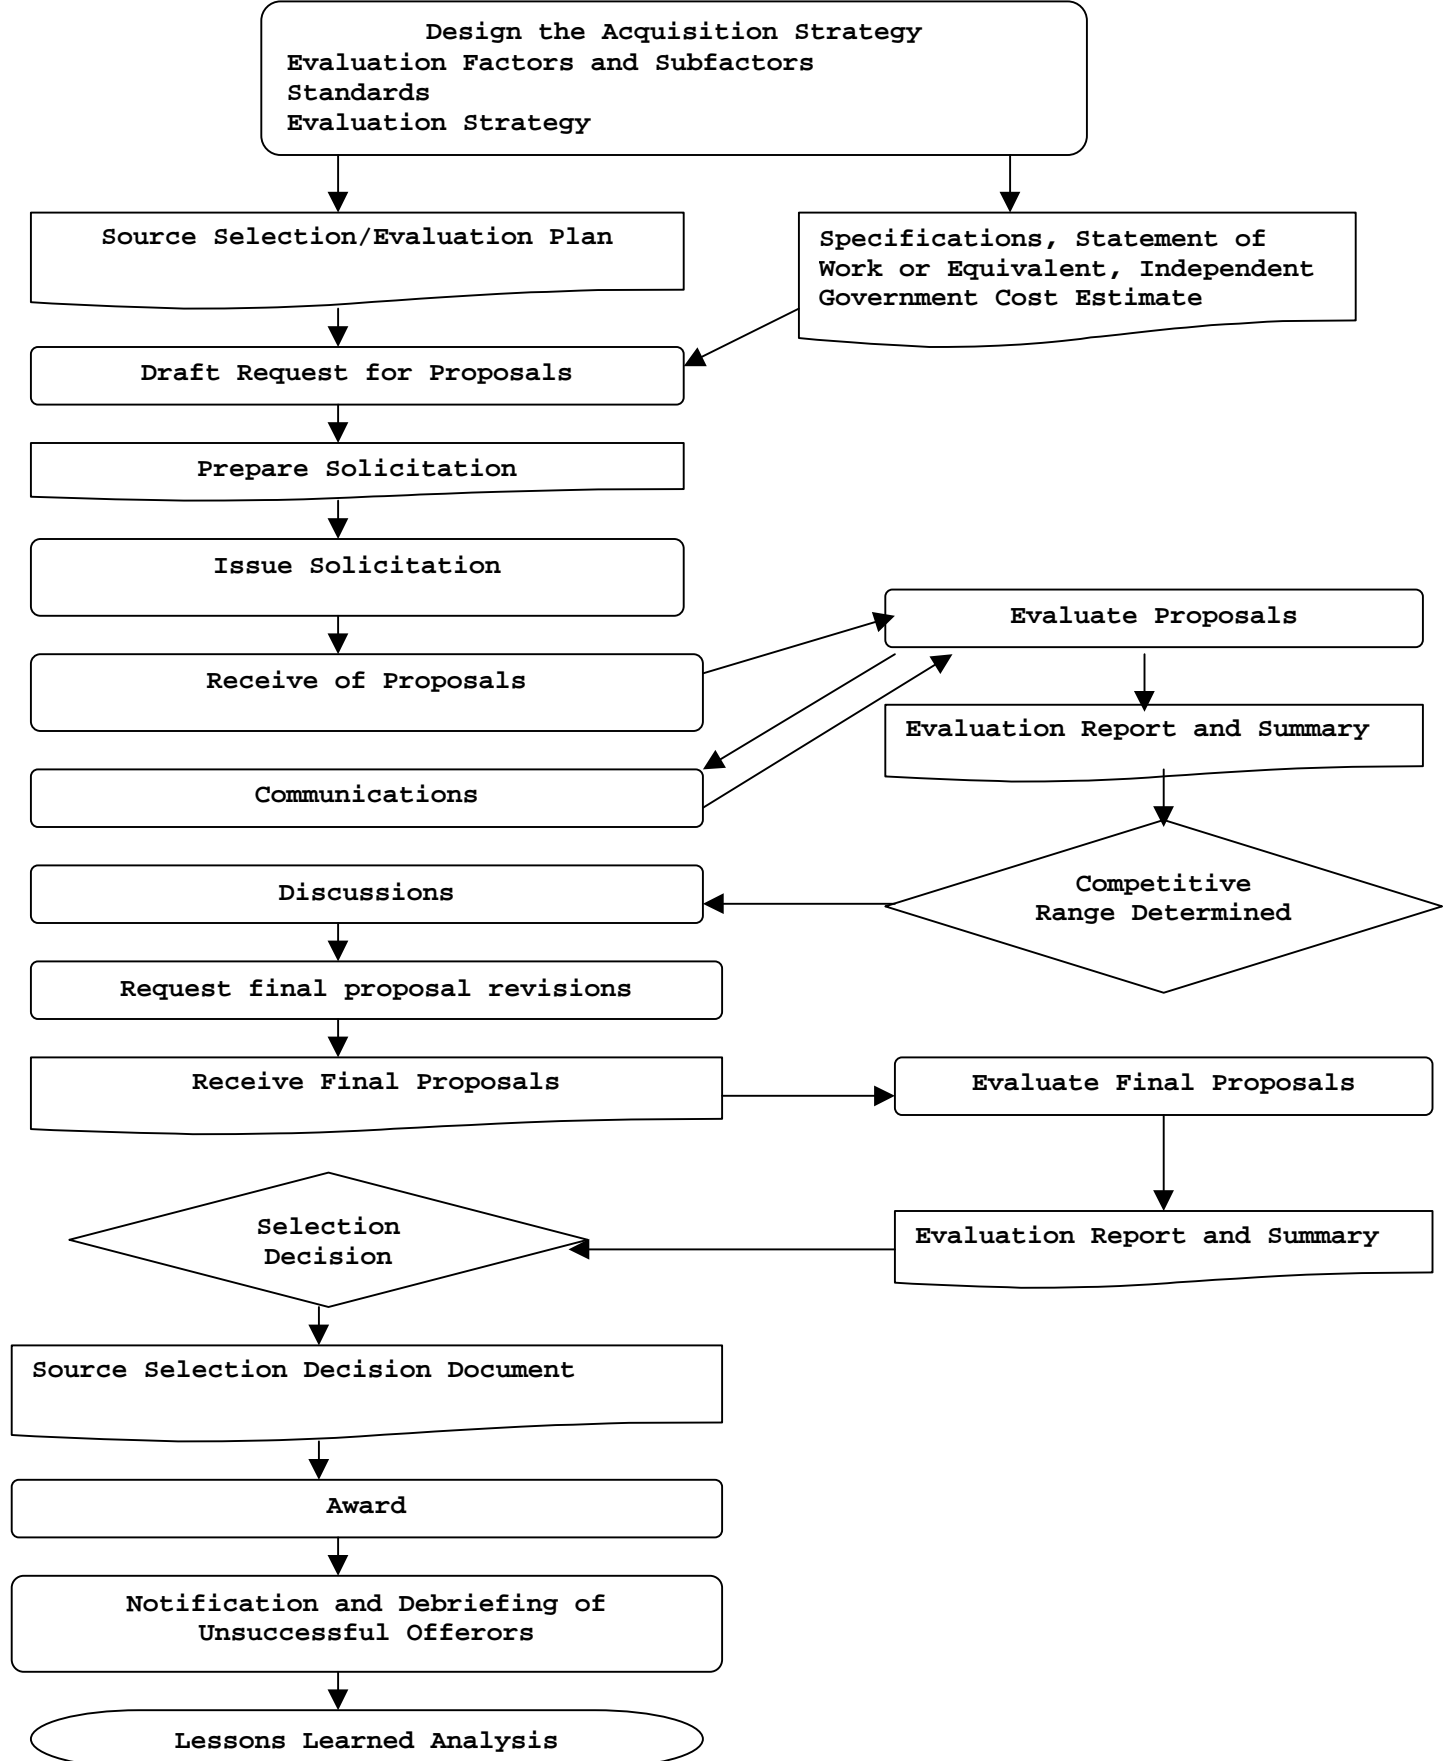 Design the Acquisition Strategy
Evaluation Factors and Subfactors
Standards
Evaluation Strategy
Source Selection/Evaluation Plan
Specifications, Statement of
Work or Equivalent, Independent
Government Cost Estimate
Draft Request for Proposals
Prepare Solicitation
Issue Solicitation
Receive of Proposals
Evaluate Proposals
Evaluation Report and Summary
Communications
Competitive
Range Determined
Discussions
Request final proposal revisions
Receive Final Proposals
Evaluate Final Proposals
Evaluation Report and Summary
Selection
Decision
Source Selection Decision Document
Award
Notification and Debriefing of
Unsuccessful Offerors
Lessons Learned Analysis